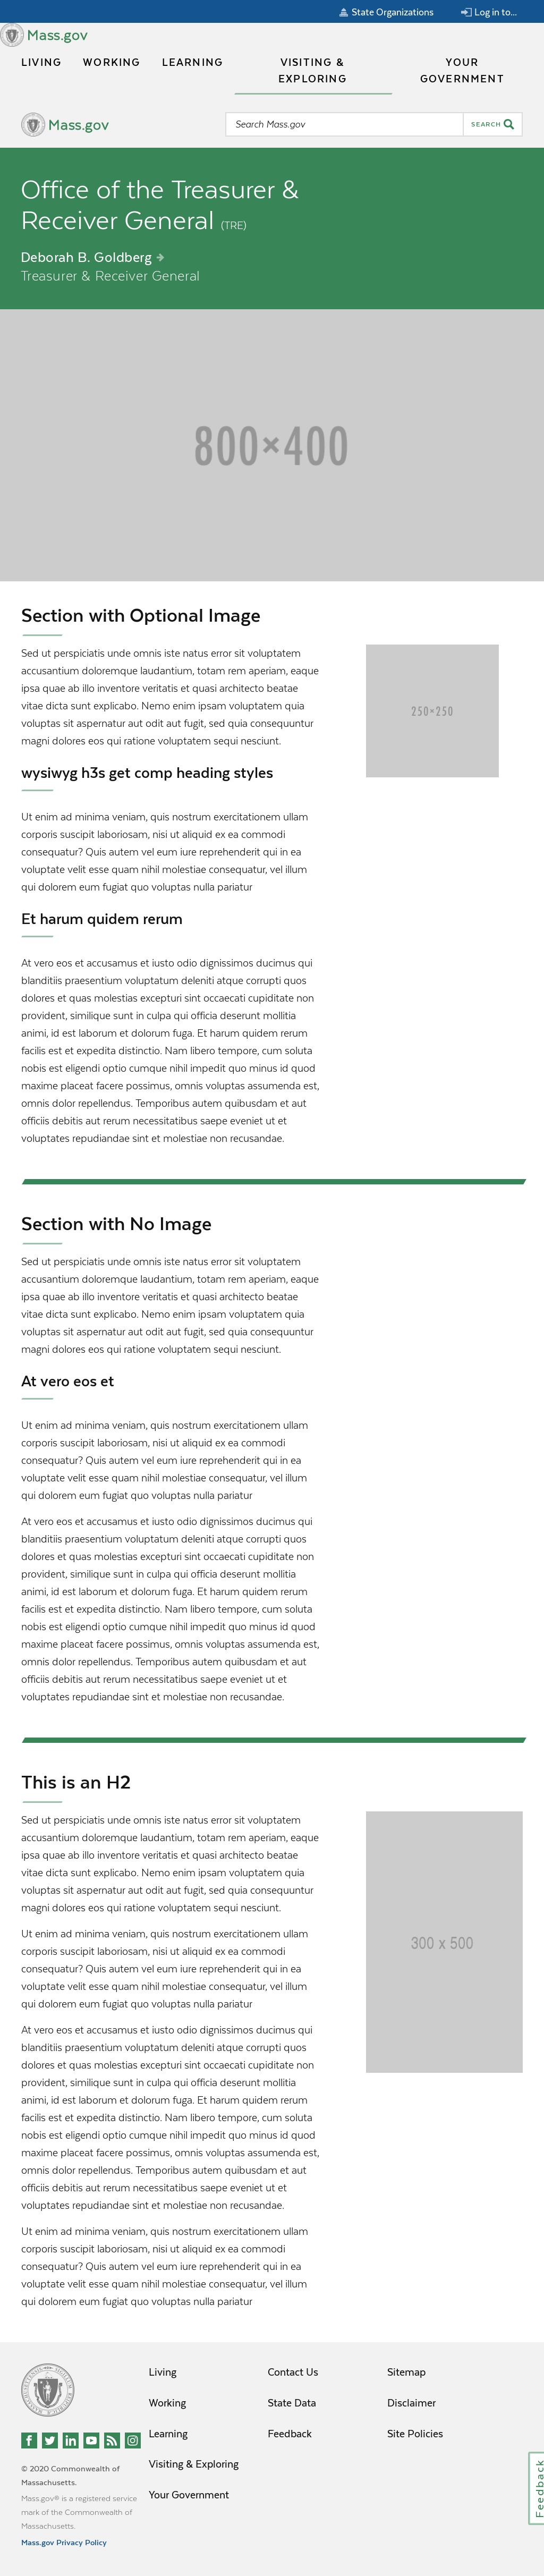 State Organizations
Log in to...
Mass.gov
LIVING
WORKING
LEARNING
VISITING &
EXPLORING
YOUR
GOVERNMENT
Mass.gov
Search Mass.gov
SEARCH
Office of the Treasurer &
Receiver General (TRE)
Deborah B. Goldberg
Treasurer & Receiver General
800×400
Section with Optional Image
Sed ut perspiciatis unde omnis iste natus error sit voluptatem
accusantium doloremque laudantium, totam rem aperiam, eaque
ipsa quae ab illo inventore veritatis et quasi architecto beatae
vitae dicta sunt explicabo. Nemo enim ipsam voluptatem quia
voluptas sit aspernatur aut odit aut fugit, sed quia consequuntur
magni dolores eos qui ratione voluptatem sequi nesciunt.
250×250
wysiwyg h3s get comp heading styles
Ut enim ad minima veniam, quis nostrum exercitationem ullam
corporis suscipit laboriosam, nisi ut aliquid ex ea commodi
consequatur? Quis autem vel eum iure reprehenderit qui in ea
voluptate velit esse quam nihil molestiae consequatur, vel illum
qui dolorem eum fugiat quo voluptas nulla pariatur
Et harum quidem rerum
At vero eos et accusamus et iusto odio dignissimos ducimus qui
blanditiis praesentium voluptatum deleniti atque corrupti quos
dolores et quas molestias excepturi sint occaecati cupiditate non
provident, similique sunt in culpa qui officia deserunt mollitia
animi, id est laborum et dolorum fuga. Et harum quidem rerum
facilis est et expedita distinctio. Nam libero tempore, cum soluta
nobis est eligendi optio cumque nihil impedit quo minus id quod
maxime placeat facere possimus, omnis voluptas assumenda est,
omnis dolor repellendus. Temporibus autem quibusdam et aut
officiis debitis aut rerum necessitatibus saepe eveniet ut et
voluptates repudiandae sint et molestiae non recusandae.
Section with No Image
Sed ut perspiciatis unde omnis iste natus error sit voluptatem
accusantium doloremque laudantium, totam rem aperiam, eaque
ipsa quae ab illo inventore veritatis et quasi architecto beatae
vitae dicta sunt explicabo. Nemo enim ipsam voluptatem quia
voluptas sit aspernatur aut odit aut fugit, sed quia consequuntur
magni dolores eos qui ratione voluptatem sequi nesciunt.
At vero eos et
Ut enim ad minima veniam, quis nostrum exercitationem ullam
corporis suscipit laboriosam, nisi ut aliquid ex ea commodi
consequatur? Quis autem vel eum iure reprehenderit qui in ea
voluptate velit esse quam nihil molestiae consequatur, vel illum
qui dolorem eum fugiat quo voluptas nulla pariatur
At vero eos et accusamus et iusto odio dignissimos ducimus qui
blanditiis praesentium voluptatum deleniti atque corrupti quos
dolores et quas molestias excepturi sint occaecati cupiditate non
provident, similique sunt in culpa qui officia deserunt mollitia
animi, id est laborum et dolorum fuga. Et harum quidem rerum
facilis est et expedita distinctio. Nam libero tempore, cum soluta
nobis est eligendi optio cumque nihil impedit quo minus id quod
maxime placeat facere possimus, omnis voluptas assumenda est,
omnis dolor repellendus. Temporibus autem quibusdam et aut
officiis debitis aut rerum necessitatibus saepe eveniet ut et
voluptates repudiandae sint et molestiae non recusandae.
This is an H2
Sed ut perspiciatis unde omnis iste natus error sit voluptatem
accusantium doloremque laudantium, totam rem aperiam, eaque
ipsa quae ab illo inventore veritatis et quasi architecto beatae
vitae dicta sunt explicabo. Nemo enim ipsam voluptatem quia
voluptas sit aspernatur aut odit aut fugit, sed quia consequuntur
magni dolores eos qui ratione voluptatem sequi nesciunt.
300 x 500
Ut enim ad minima veniam, quis nostrum exercitationem ullam
corporis suscipit laboriosam, nisi ut aliquid ex ea commodi
consequatur? Quis autem vel eum iure reprehenderit qui in ea
voluptate velit esse quam nihil molestiae consequatur, vel illum
qui dolorem eum fugiat quo voluptas nulla pariatur
At vero eos et accusamus et iusto odio dignissimos ducimus qui
blanditiis praesentium voluptatum deleniti atque corrupti quos
dolores et quas molestias excepturi sint occaecati cupiditate non
provident, similique sunt in culpa qui officia deserunt mollitia
animi, id est laborum et dolorum fuga. Et harum quidem rerum
facilis est et expedita distinctio. Nam libero tempore, cum soluta
nobis est eligendi optio cumque nihil impedit quo minus id quod
maxime placeat facere possimus, omnis voluptas assumenda est,
omnis dolor repellendus. Temporibus autem quibusdam et aut
officiis debitis aut rerum necessitatibus saepe eveniet ut et
voluptates repudiandae sint et molestiae non recusandae.
Ut enim ad minima veniam, quis nostrum exercitationem ullam
corporis suscipit laboriosam, nisi ut aliquid ex ea commodi
consequatur? Quis autem vel eum iure reprehenderit qui in ea
voluptate velit esse quam nihil molestiae consequatur, vel illum
qui dolorem eum fugiat quo voluptas nulla pariatur
© 2020 Commonwealth of
Massachusetts.
Mass.gov® is a registered service
mark of the Commonwealth of
Massachusetts.
Mass.gov Privacy Policy
Living
Working
Learning
Visiting & Exploring
Your Government
Contact Us
State Data
Feedback
Sitemap
Disclaimer
Site Policies
Feedback